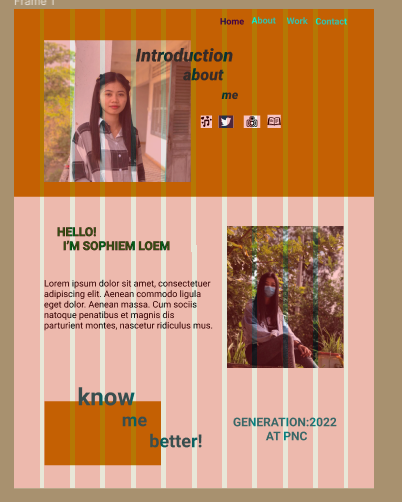 Frame 1
Home About Work Contact
Introduction
about
me
HELLO!
I'M SOPHIEM LOEM
Lorem ipsum dolor sit amet, consectetuer
adipiscing elit. Aenean commodo ligula
eget dolor. Aenean massa. Cum sociis
natoque penatibus et magnis dis
parturient montes, nascetur ridiculus mus.
know
me
better!
GENERATION:2022
AT PNC